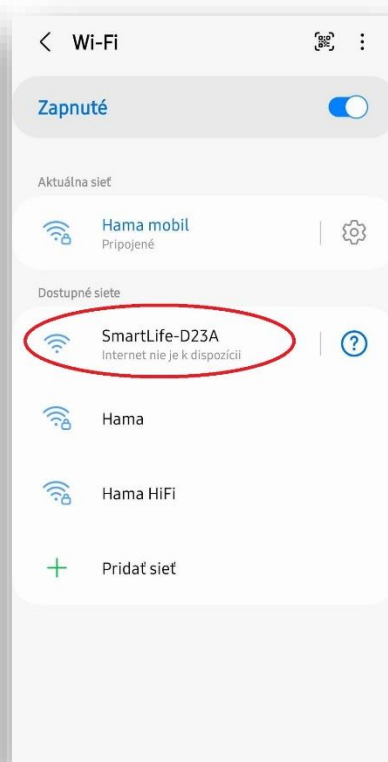 Wi-Fi
Zapnuté
Aktuálna sieť
Hama mobil
Pripojené
Dostupné siete
SmartLife-D23A
Internet nie je k dispozícii
?
Hama
Hama HiFi
Pridať sieť